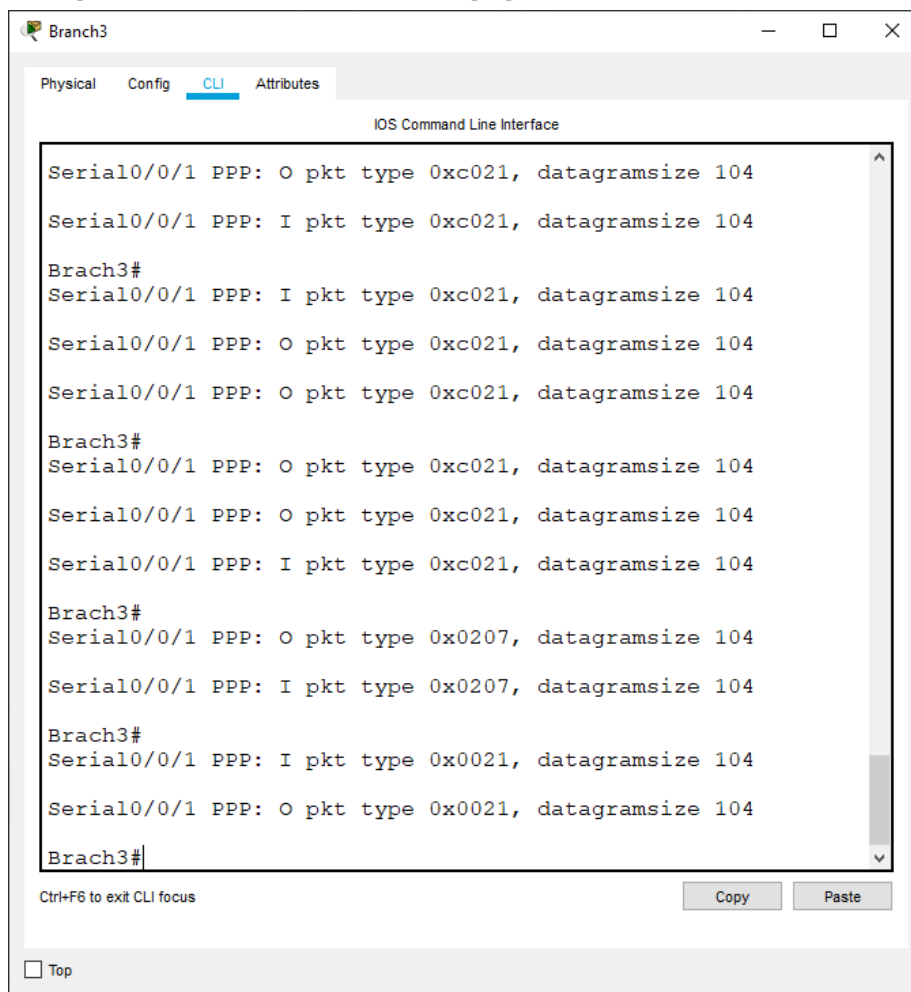 Branch3
Physical Config CLI Attributes
IOS Command Line Interface
Serial0/0/1 PPP: O pkt type 0xc021, datagramsize 104
Serial0/0/1 PPP: I pkt type 0xc021, datagramsize 104
Brach3#
Serial0/0/1 PPP: I pkt type 0xc021, datagramsize 104
Serial0/0/1 PPP: O pkt type 0xc021, datagramsize 104
Serial0/0/1 PPP: O pkt type 0xc021, datagramsize 104
Brach3#
Serial0/0/1 PPP: O pkt type 0xc021, datagramsize 104
Serial0/0/1 PPP: O pkt type 0xc021, datagramsize 104
Serial0/0/1 PPP: I pkt type 0xc021, datagramsize 104
Brach3#
Serial0/0/1 PPP: O pkt type 0x0207, datagramsize 104
Serial0/0/1 PPP: I pkt type 0x0207, datagramsize 104
Brach3#
Serial0/0/1 PPP: I pkt type 0x0021, datagramsize 104
Serial0/0/1 PPP: O pkt type 0x0021, datagramsize 104
Brach3#
Ctrl+F6 to exit CLI focus
Copy Paste
Top